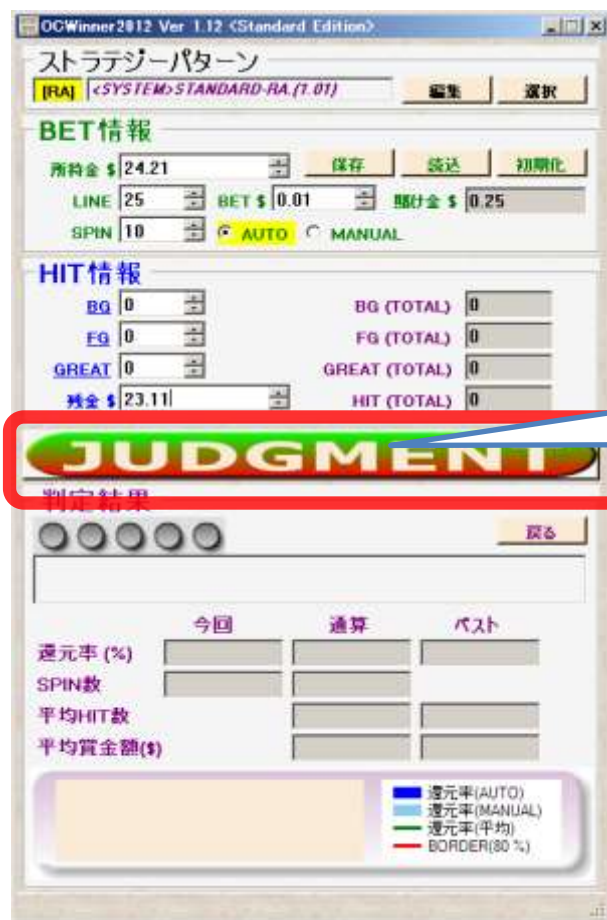 OCWinner2012 Ver 1.12 <Standard Edition>
ストラテジーパターン
[RA] <SYSTEM>STANDARD-RA.(1.01) 編集 選択
BET情報
所持金 $ 24.21 保存 読込 初期化
LINE 25 BET $ 0.01 賭け金 $ 0.25
SPIN 10 AUTO MANUAL
HIT情報
BG 0 BG (TOTAL) 0
FG 0 FG (TOTAL) 0
GREAT 0 GREAT (TOTAL) 0
残金 $ 23.11 HIT (TOTAL) 0
JUDGMENT
判定結果
戻る
今回 通算 ベスト
還元率 (%)
SPIN数
平均HIT数
平均賞金額($)
還元率(AUTO)
還元率(MANUAL)
還元率(平均)
BORDER(80 %)